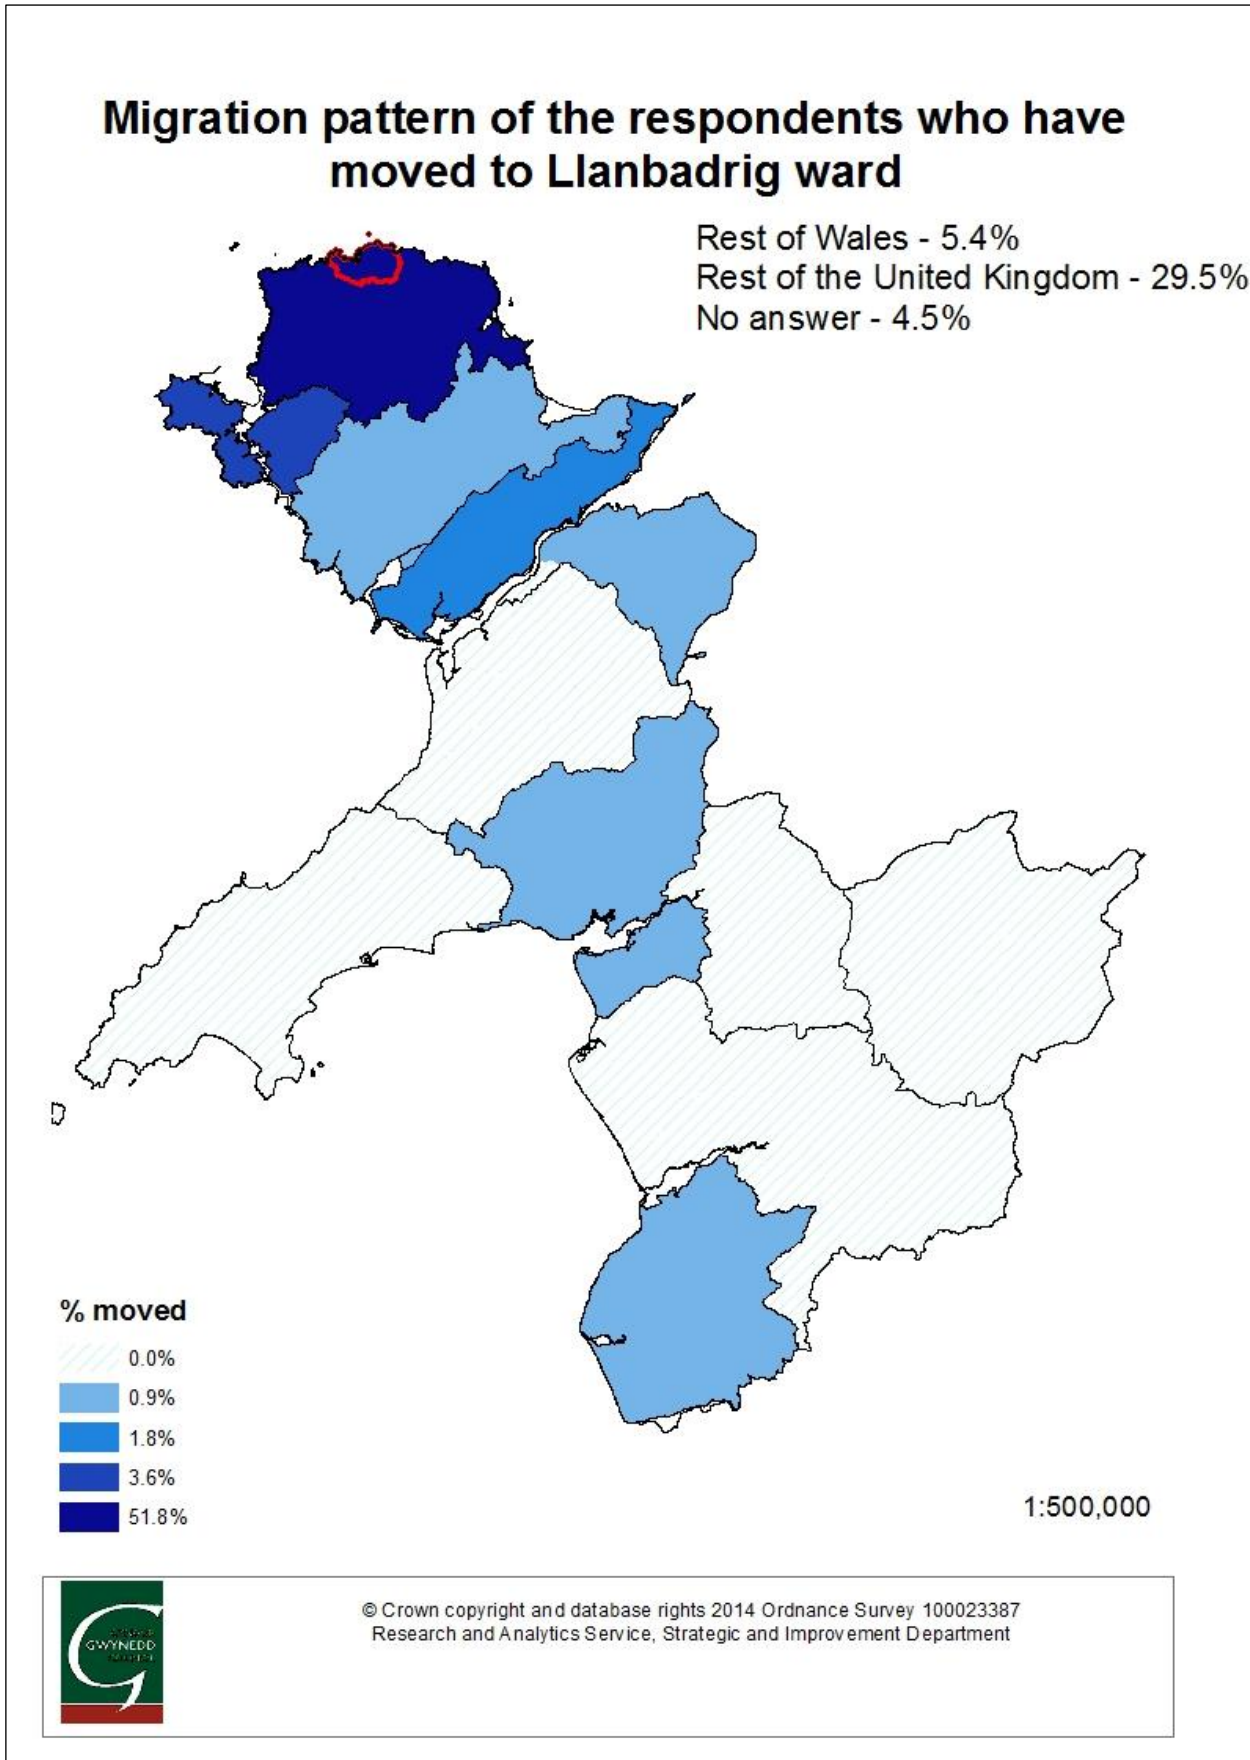 Migration pattern of the respondents who have
moved to Llanbadrig ward
Rest of Wales - 5.4%
Rest of the United Kingdom - 29.5%
No answer - 4.5%
% moved
0.0%
0.9%
1.8%
3.6%
51.8%
1:500,000
GWYNEDD
© Crown copyright and database rights 2014 Ordnance Survey 100023387
Research and Analytics Service, Strategic and Improvement Department